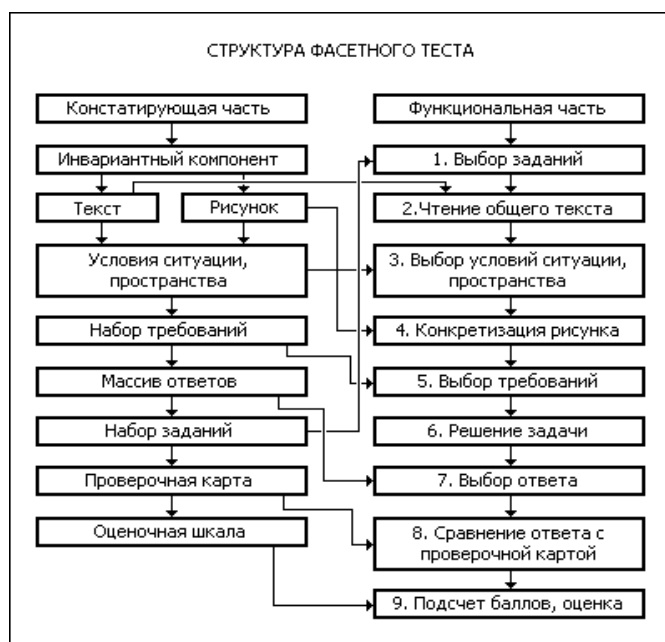 СТРУКТУРА ФАСЕТНОГО ТЕСТА
Констатирующая часть
Инвариантный компонент
Текст
Рисунок
Условия ситуации,
пространства
Набор требований
Массив ответов
Набор заданий
Проверочная карта
Оценочная шкала
Функциональная часть
1. Выбор заданий
2.Чтение общего текста
3. Выбор условий ситуации,
пространства
4. Конкретизация рисунка
5. Выбор требований
6. Решение задачи
7. Выбор ответа
8. Сравнение ответа с
проверочной картой
9. Подсчет баллов, оценка